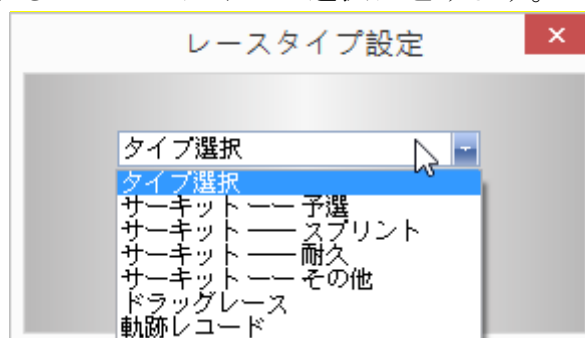 レースタイプ設定
タイプ選択
タイプ選択
サーキット ―― 予選
サーキット ―― スプリント
サーキット ―― 耐久
サーキット ―― その他
ドラッグレース
軌跡レコード